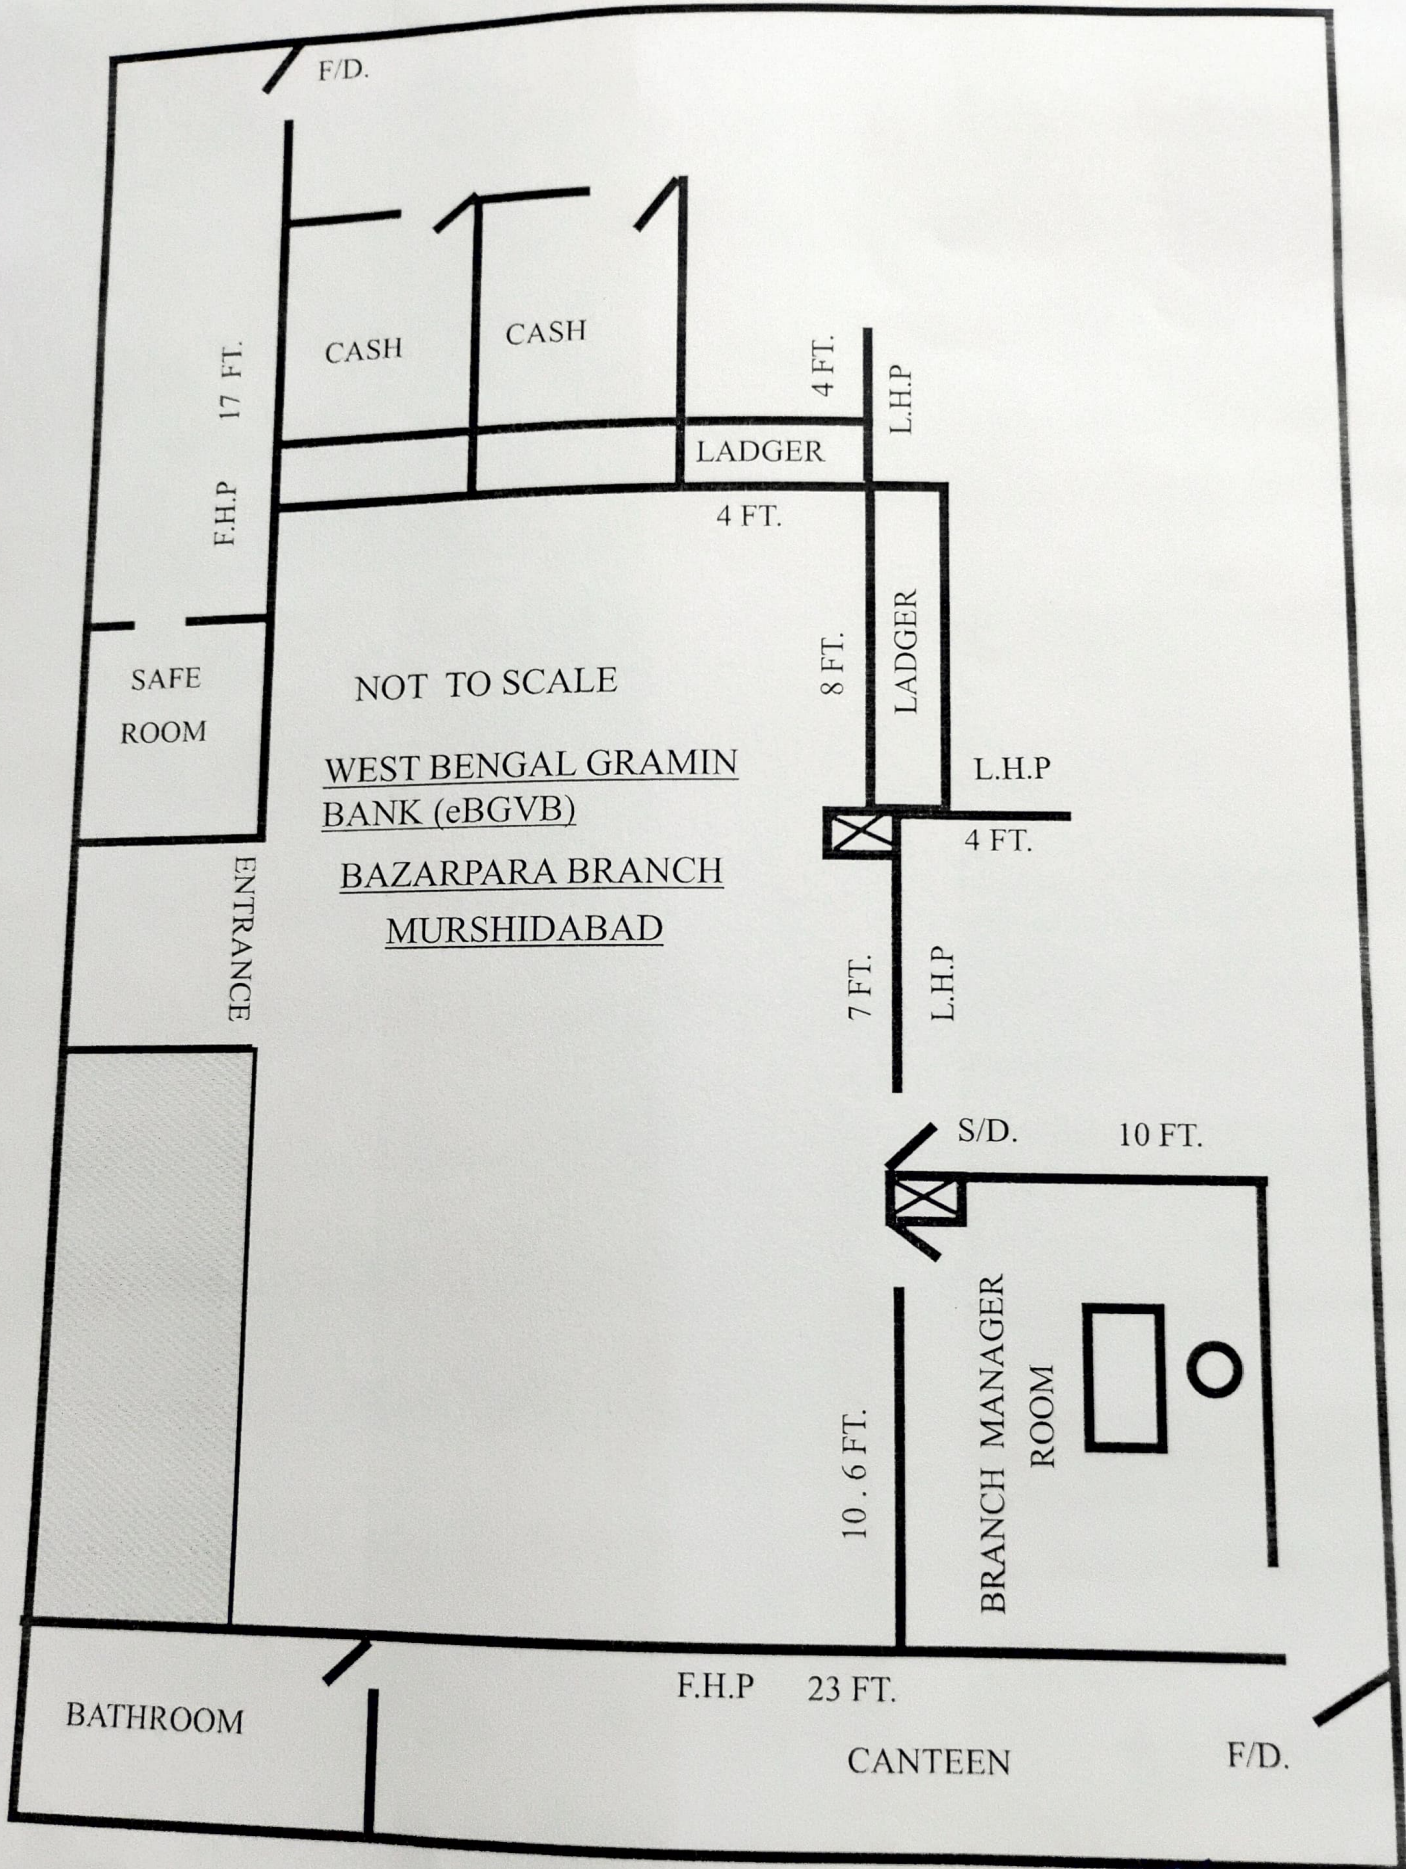 F/D.
CASH
CASH
17 FT.
F.H.P
4 FT.
L.H.P
LADGER
4 FT.
8 FT.
LADGER
SAFE
ROOM
NOT TO SCALE
WEST BENGAL GRAMIN
BANK (eBGVB)
BAZARPARA BRANCH
MURSHIDABAD
L.H.P
4 FT.
ENTRANCE
7 FT.
L.H.P
S/D.
10 FT.
BRANCH MANAGER
ROOM
10 . 6 FT.
F.H.P 23 FT.
BATHROOM
CANTEEN
F/D.